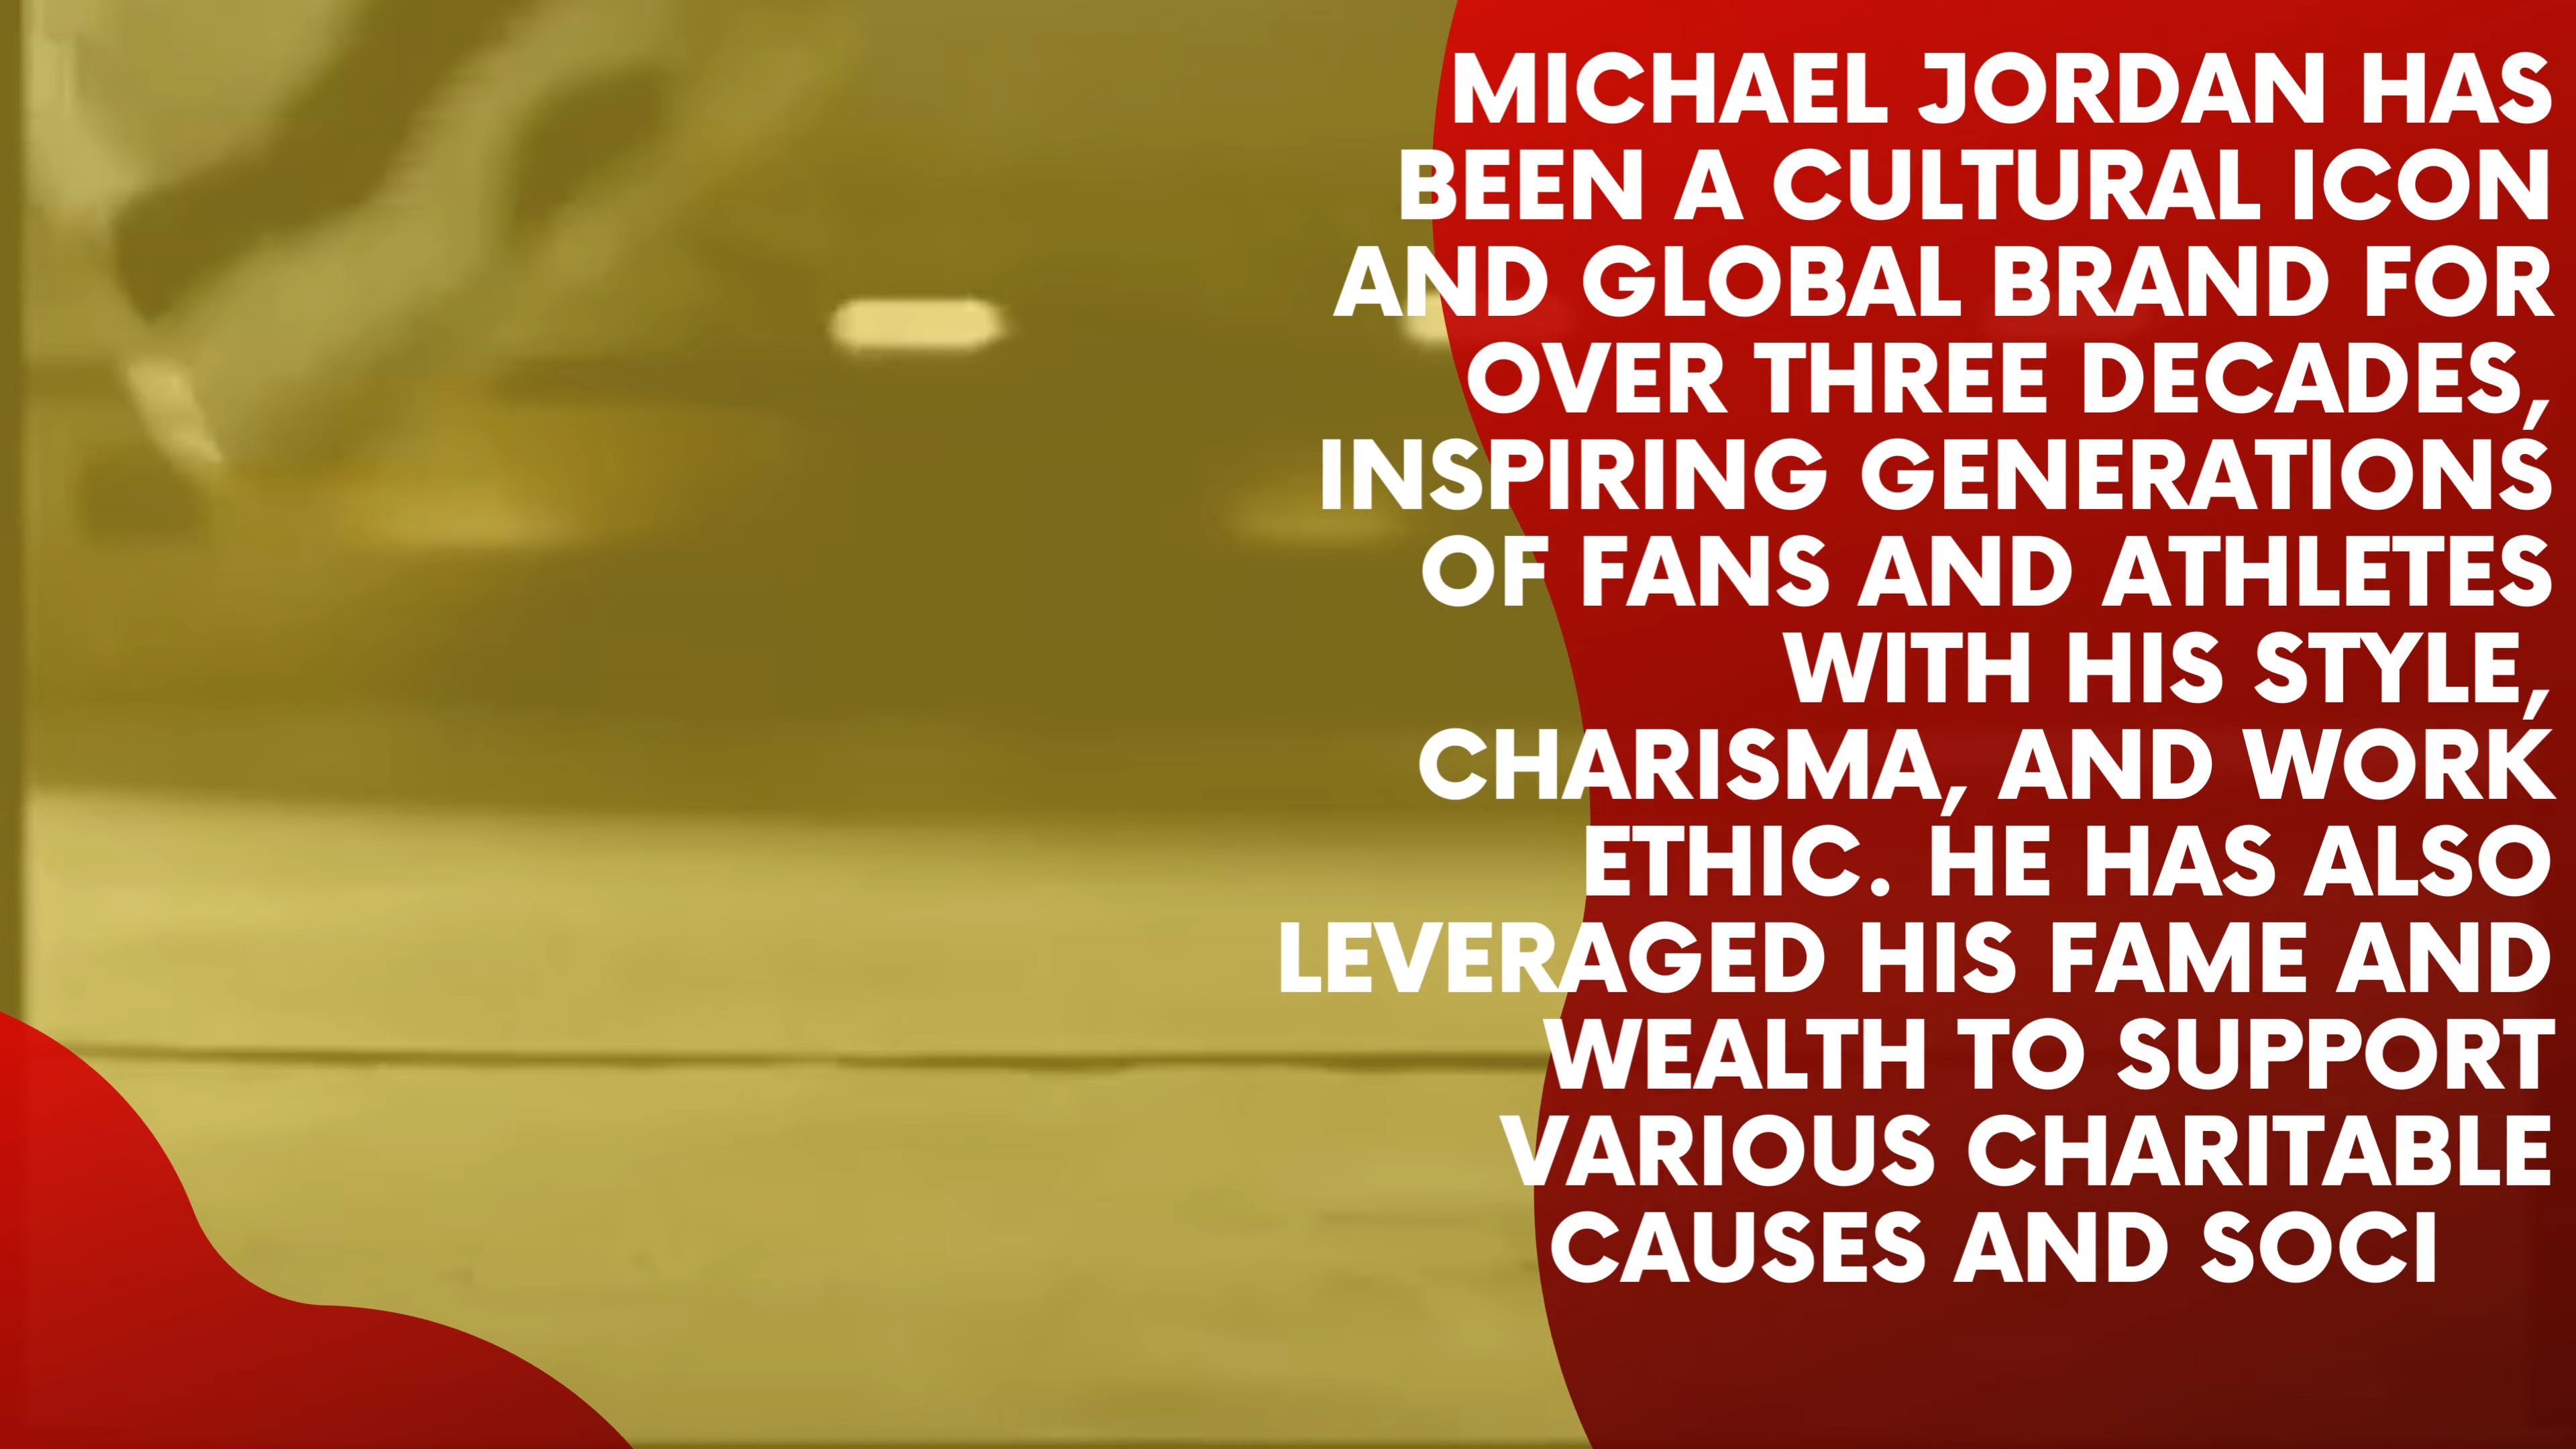 MICHAEL JORDAN HAS
BEEN A CULTURAL ICON
AND GLOBAL BRAND FOR
OVER THREE DECADES,
INSPIRING GENERATIONS
OF FANS AND ATHLETES
WITH HIS STYLE,
CHARISMA, AND WORK
ETHIC. HE HAS ALSO
LEVERAGED HIS FAME AND
WEALTH TO SUPPORT
VARIOUS CHARITABLE
CAUSES AND SOCI